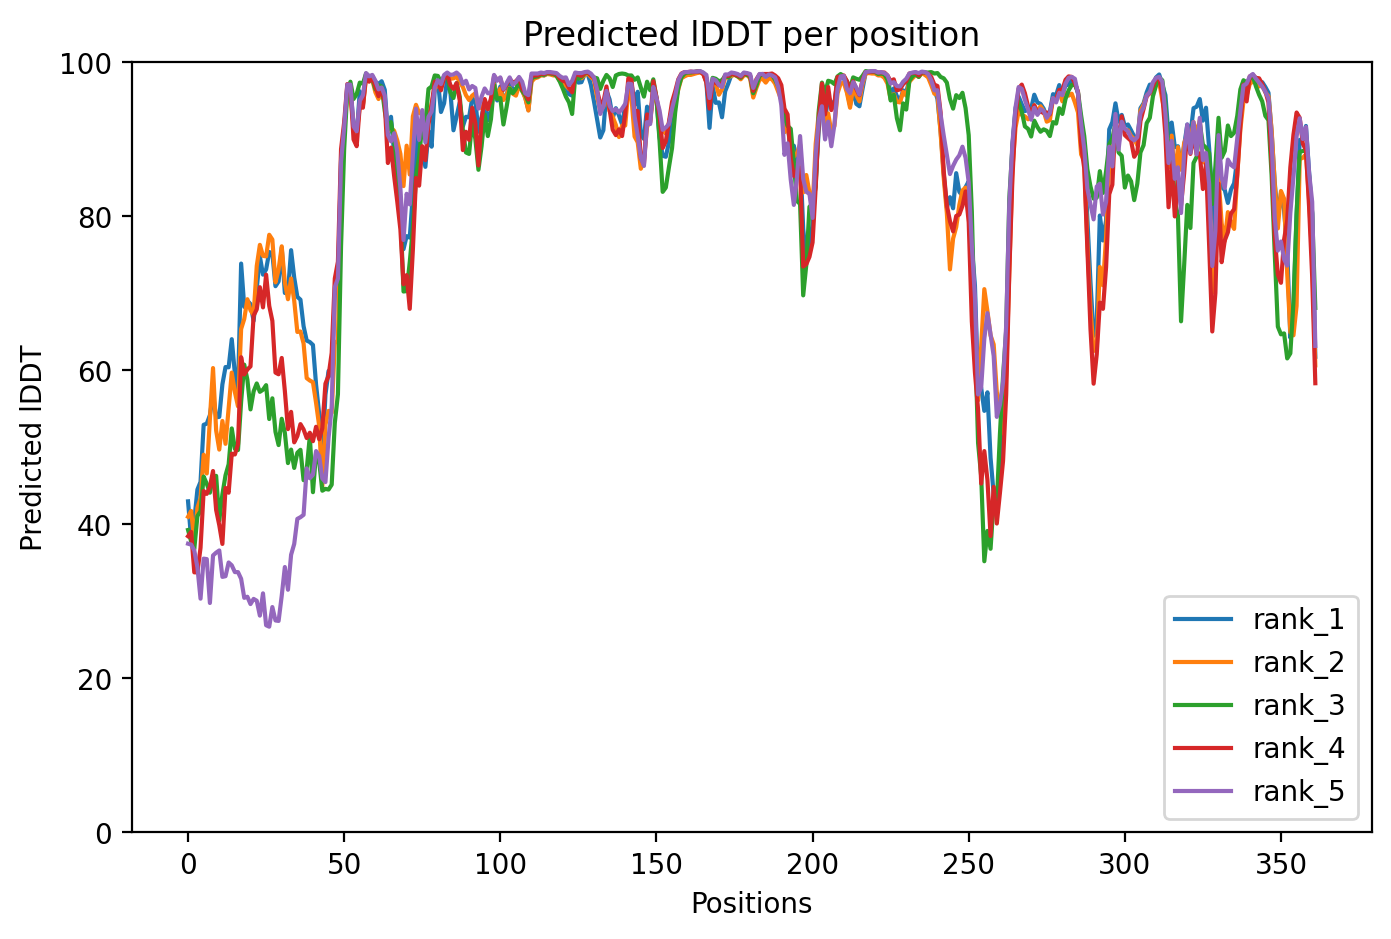 Predicted lDDT per position
Predicted lDDT
100
80
60
40
20
0
0 50 100 150 200 250 300 350
Positions
rank_1
rank_2
rank_3
rank_4
rank_5